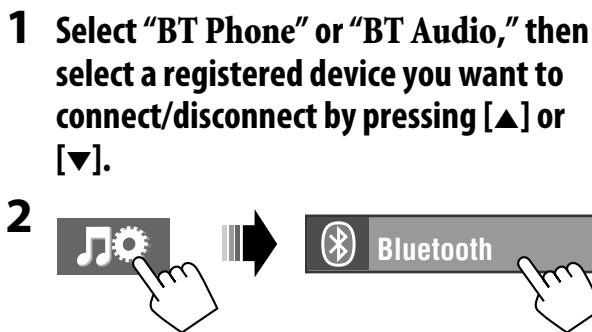 1 Select “BT Phone” or “BT Audio,” then
select a registered device you want to
connect/disconnect by pressing [▲] or
[▼].
2
Bluetooth